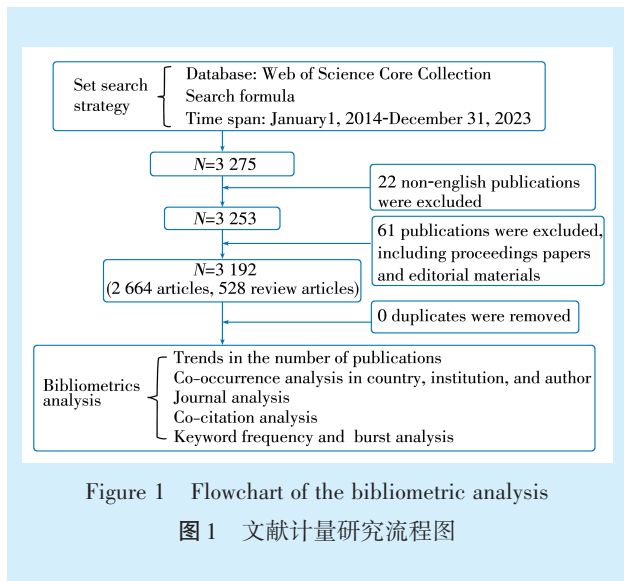 Set search
strategy
Database: Web of Science Core Collection
Search formula
Time span: January1, 2014-December 31, 2023
N=3 275
22 non-english publications
were excluded
N=3 253
61 publications were excluded,
including proceedings papers
and editorial materials
N=3 192
(2 664 articles, 528 review articles)
0 duplicates were removed
Bibliometrics
analysis
Trends in the number of publications
Co-occurrence analysis in country, institution, and author
Journal analysis
Co-citation analysis
Keyword frequency and burst analysis
Figure 1 Flowchart of the bibliometric analysis
图1 文献计量研究流程图